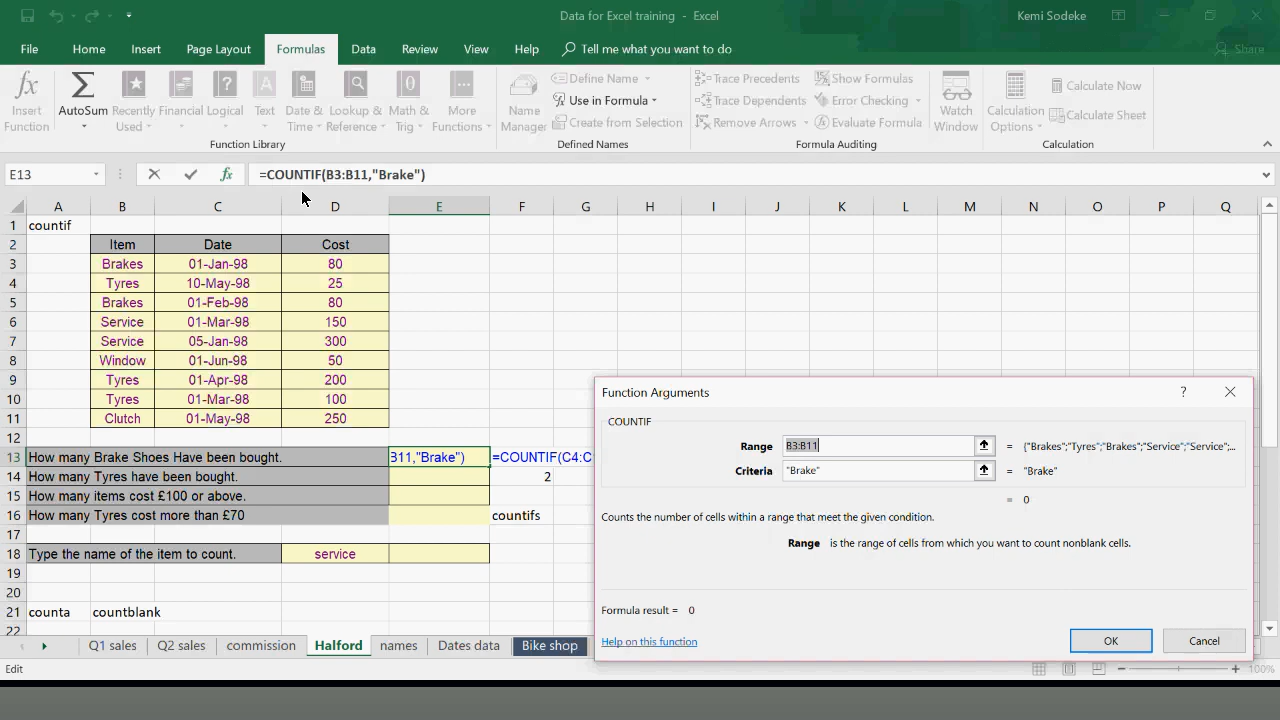 Data for Excel training - Excel
Kemi Sodeke
File Home Insert Page Layout Formulas Data Review View Help Tell me what you want to do Share
Insert Function
AutoSum
Recently Used
Financial
Logical
Text
Date & Time
Lookup & Reference
Math & Trig
More Functions
Function Library
Name Manager
Define Name
Use in Formula
Create from Selection
Defined Names
Trace Precedents
Trace Dependents
Remove Arrows
Show Formulas
Error Checking
Evaluate Formula
Formula Auditing
Watch Window
Calculation Options
Calculate Now
Calculate Sheet
Calculation
E13 fx =COUNTIF(B3:B11,"Brake")
A B C D E F G H I J K L M N O P Q
1 countif
2 Item Date Cost
3 Brakes 01-Jan-98 80
4 Tyres 10-May-98 25
5 Brakes 01-Feb-98 80
6 Service 01-Mar-98 150
7 Service 05-Jan-98 300
8 Window 01-Jun-98 50
9 Tyres 01-Apr-98 200
10 Tyres 01-Mar-98 100
11 Clutch 01-May-98 250
12
13 How many Brake Shoes Have been bought. B11,"Brake") =COUNTIF(C4:C
14 How many Tyres have been bought. 2
15 How many items cost £100 or above.
16 How many Tyres cost more than £70 countifs
17
18 Type the name of the item to count. service
19
20
21 counta countblank
22
Function Arguments ?
COUNTIF
Range B3:B11 = {"Brakes";"Tyres";"Brakes";"Service";"Service";...
Criteria "Brake" = "Brake"
= 0
Counts the number of cells within a range that meet the given condition.
Range is the range of cells from which you want to count nonblank cells.
Formula result = 0
Help on this function
OK Cancel
Q1 sales Q2 sales commission Halford names Dates data Bike shop
Edit
100%